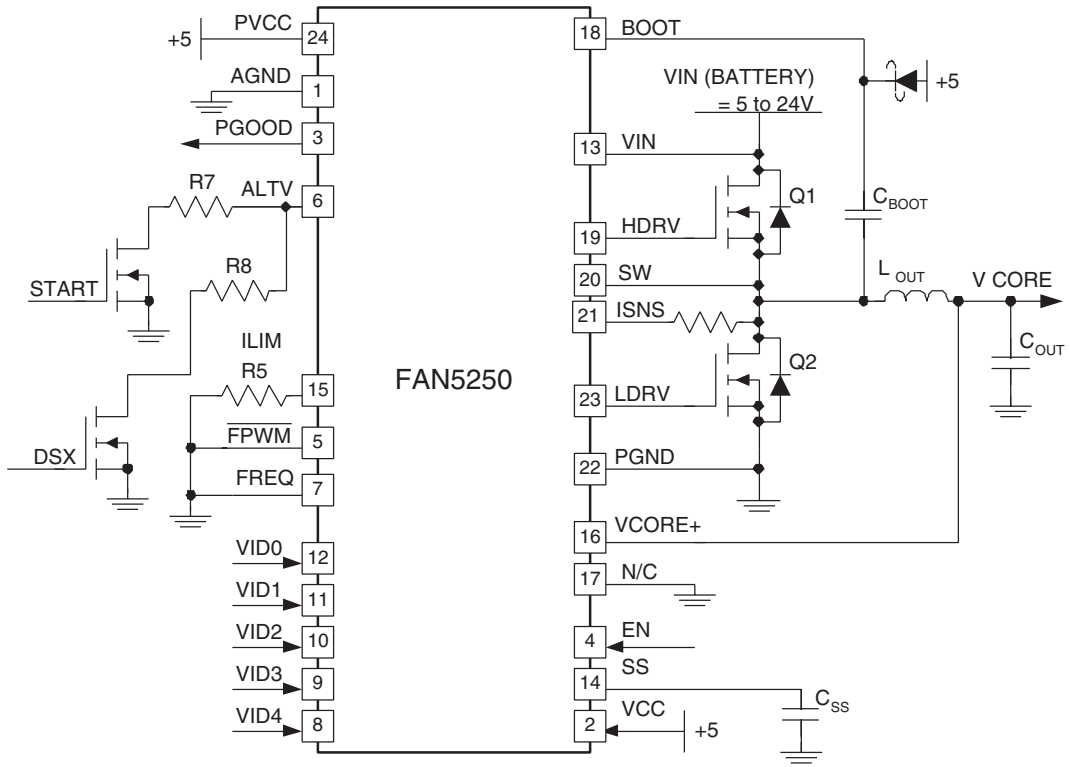 PVCC
+5
24
AGND
1
PGOOD
3
R7
ALTV
6
START
R8
ILIM
R5
15
FPWM
5
DSX
FREQ
7
VID0
12
VID1
11
VID2
10
VID3
9
VID4
8
FAN5250
18
BOOT
+5
VIN (BATTERY)
= 5 to 24V
13
VIN
Q1
CBOOT
19
HDRV
20
SW
LOUT
V CORE
21
ISNS
COUT
Q2
23
LDRV
22
PGND
16
VCORE+
17
N/C
4
EN
14
SS
CSS
2
VCC
+5